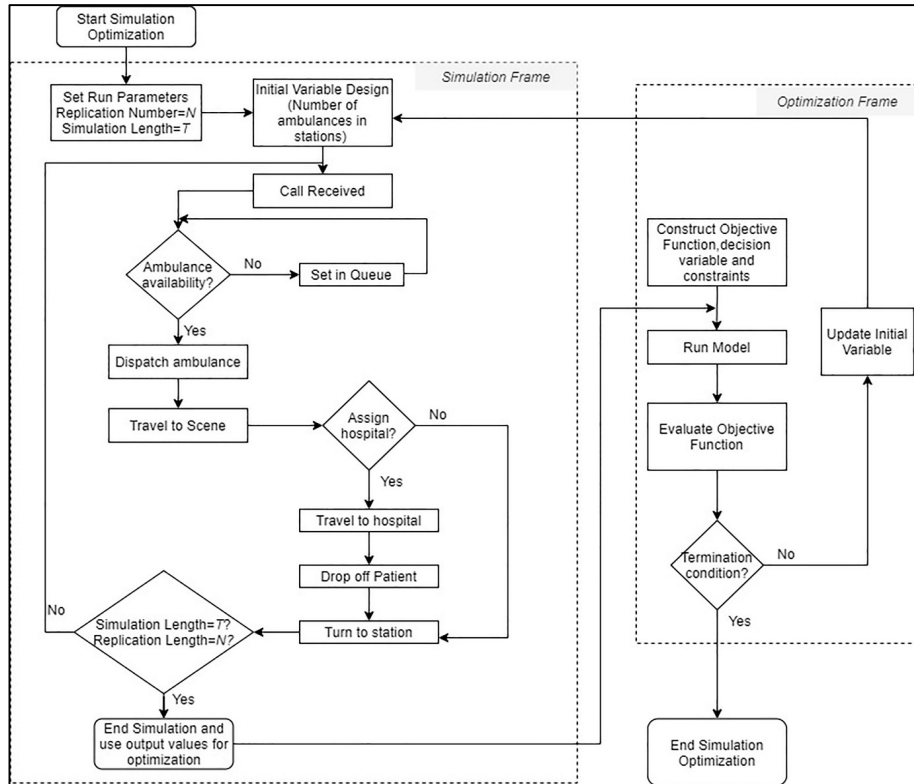 Start Simulation
Optimization
Simulation Frame
Set Run Parameters
Replication Number=N
Simulation Length=T
Initial Variable Design
(Number of
ambulances in
stations)
Call Received
Ambulance
availability?
No
Set in Queue
Yes
Dispatch ambulance
Travel to Scene
Assign
hospital?
No
Yes
Travel to hospital
Drop off Patient
Turn to station
Simulation Length=T?
Replication Length=N?
No
Yes
End Simulation and
use output values for
optimization
Optimization Frame
Construct Objective
Function,decision
variable and
constraints
Run Model
Evaluate Objective
Function
Termination
condition?
No
Update Initial
Variable
Yes
End Simulation
Optimization